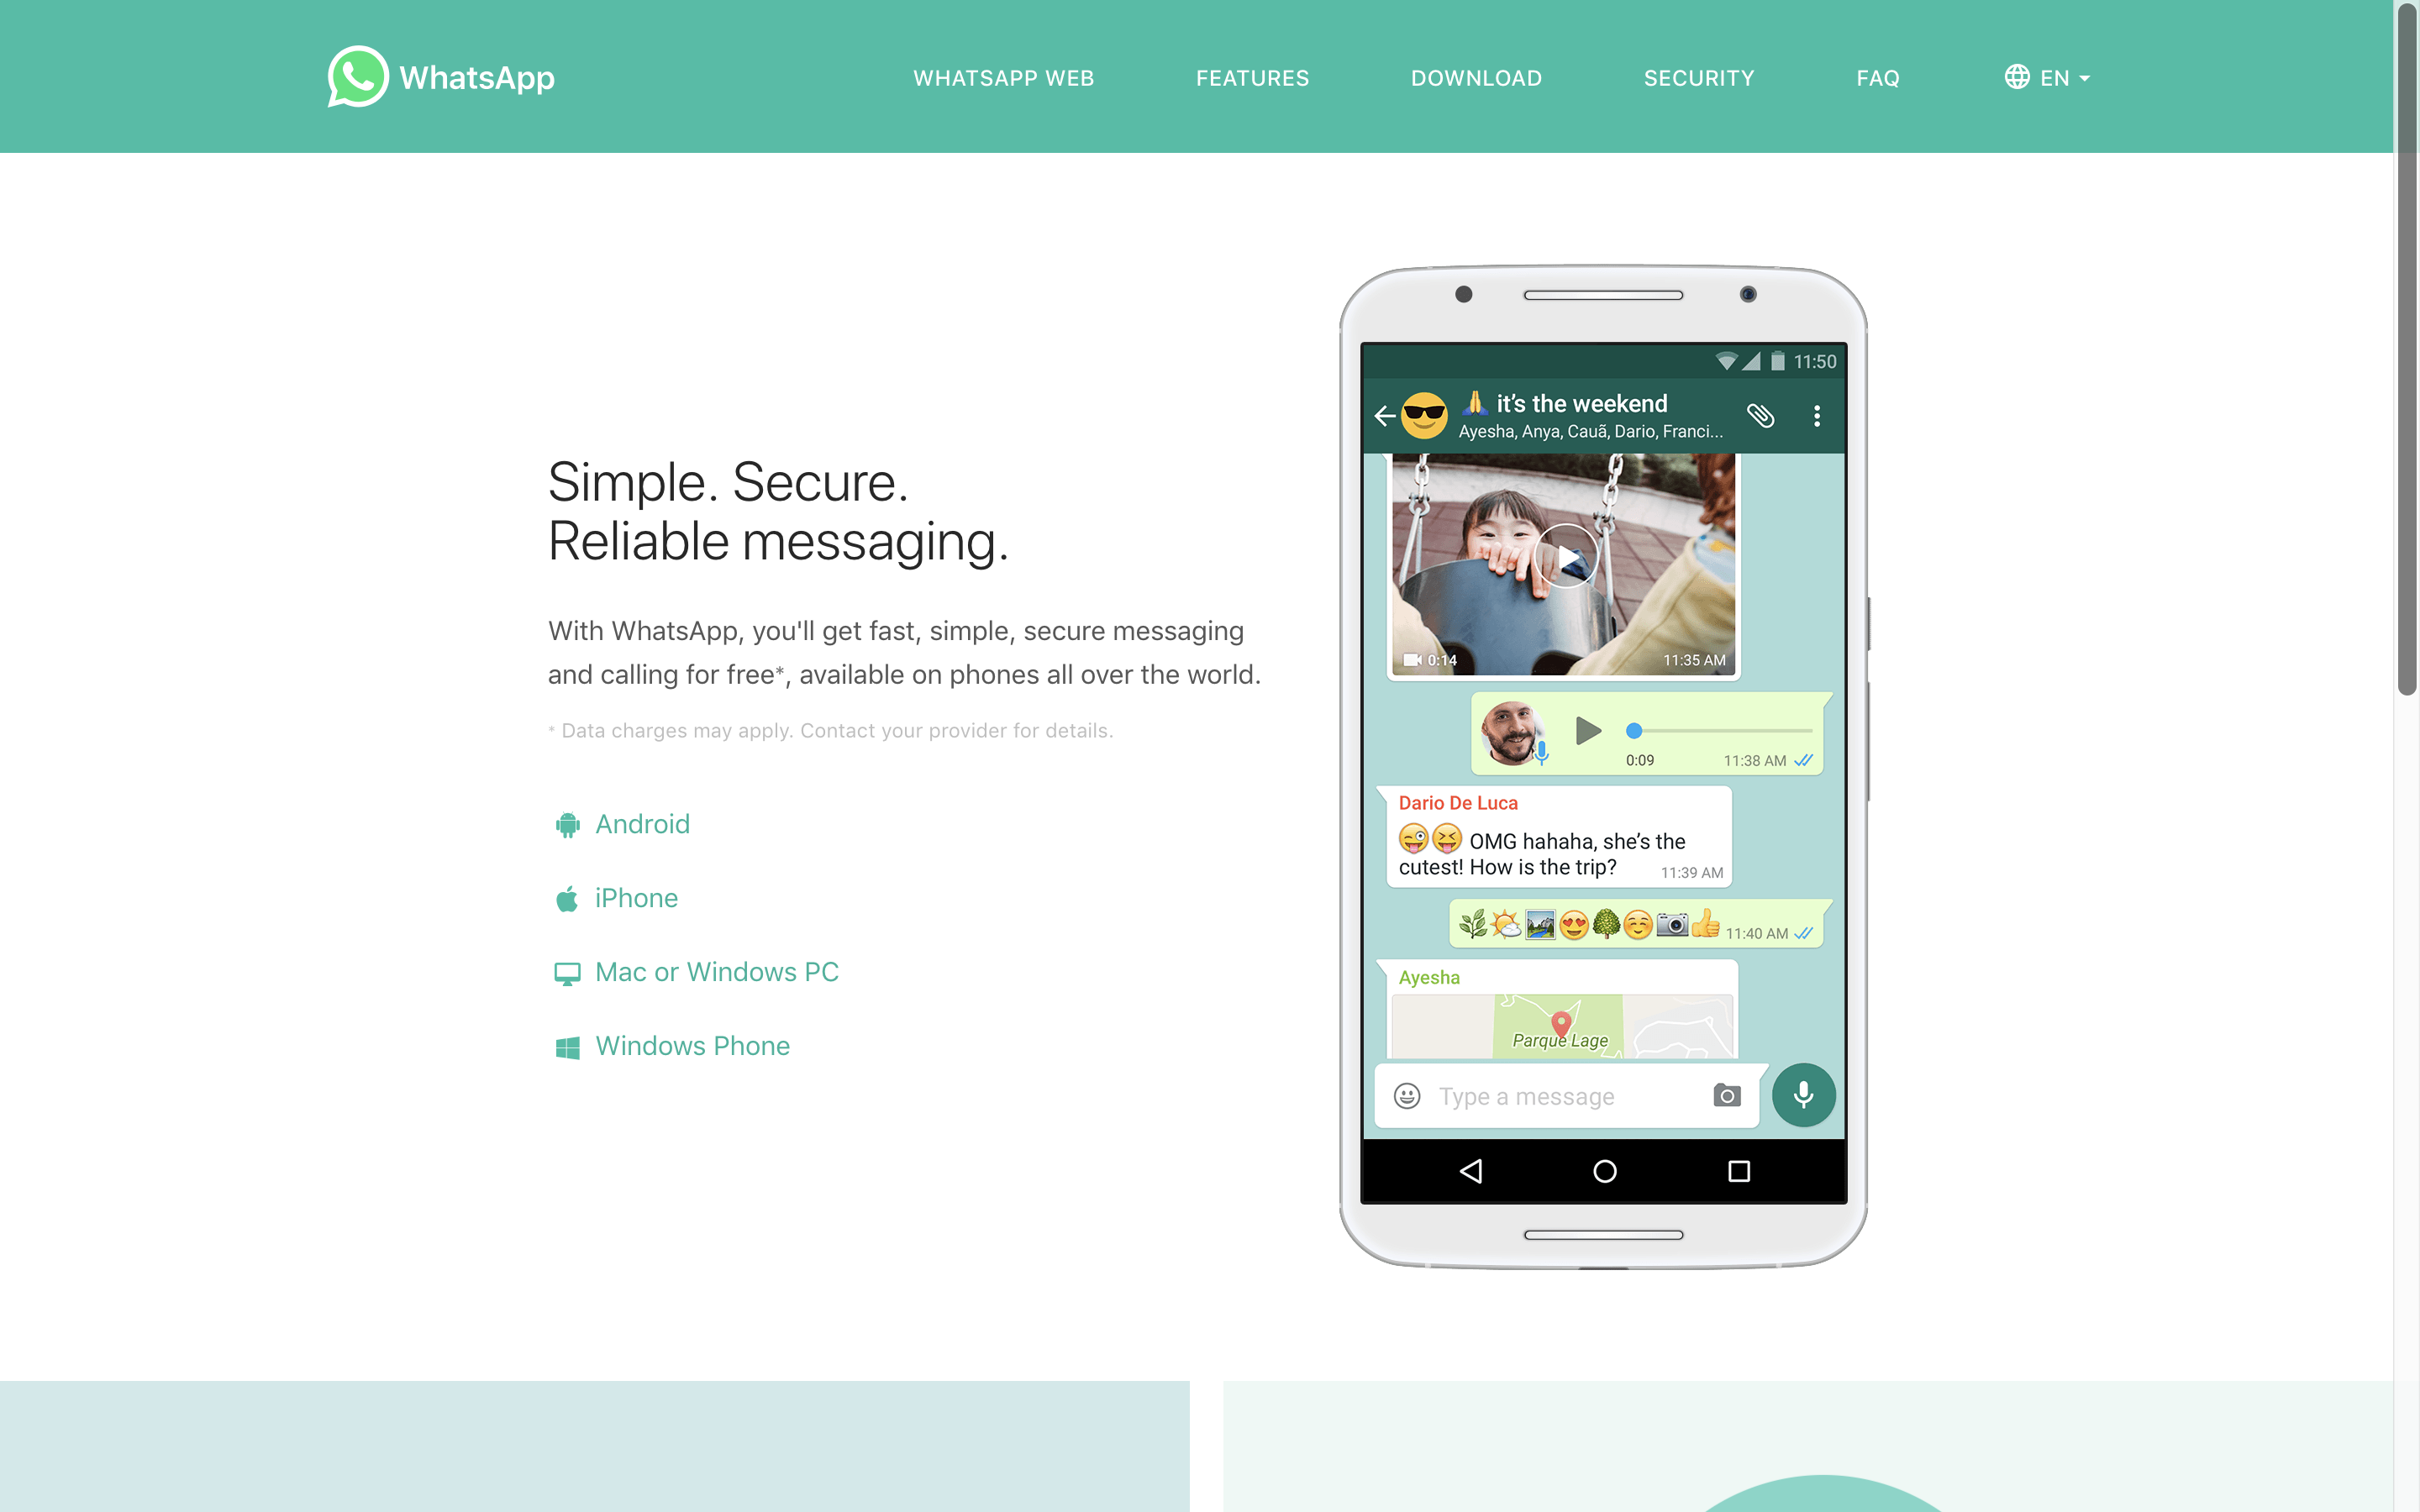 WhatsApp
WHATSAPP WEB
FEATURES
DOWNLOAD
SECURITY
FAQ
EN
Simple. Secure.
Reliable messaging.
With WhatsApp, you'll get fast, simple, secure messaging
and calling for free*, available on phones all over the world.
* Data charges may apply. Contact your provider for details.
Android
iPhone
Mac or Windows PC
Windows Phone
11:50
🙏 it's the weekend
Ayesha, Anya, Cauã, Dario, Franci...
0:14
11:35 AM
0:09
11:38 AM
Dario De Luca
😜😝 OMG hahaha, she's the
cutest! How is the trip?
11:39 AM
11:40 AM
Ayesha
Parque Lage
Type a message